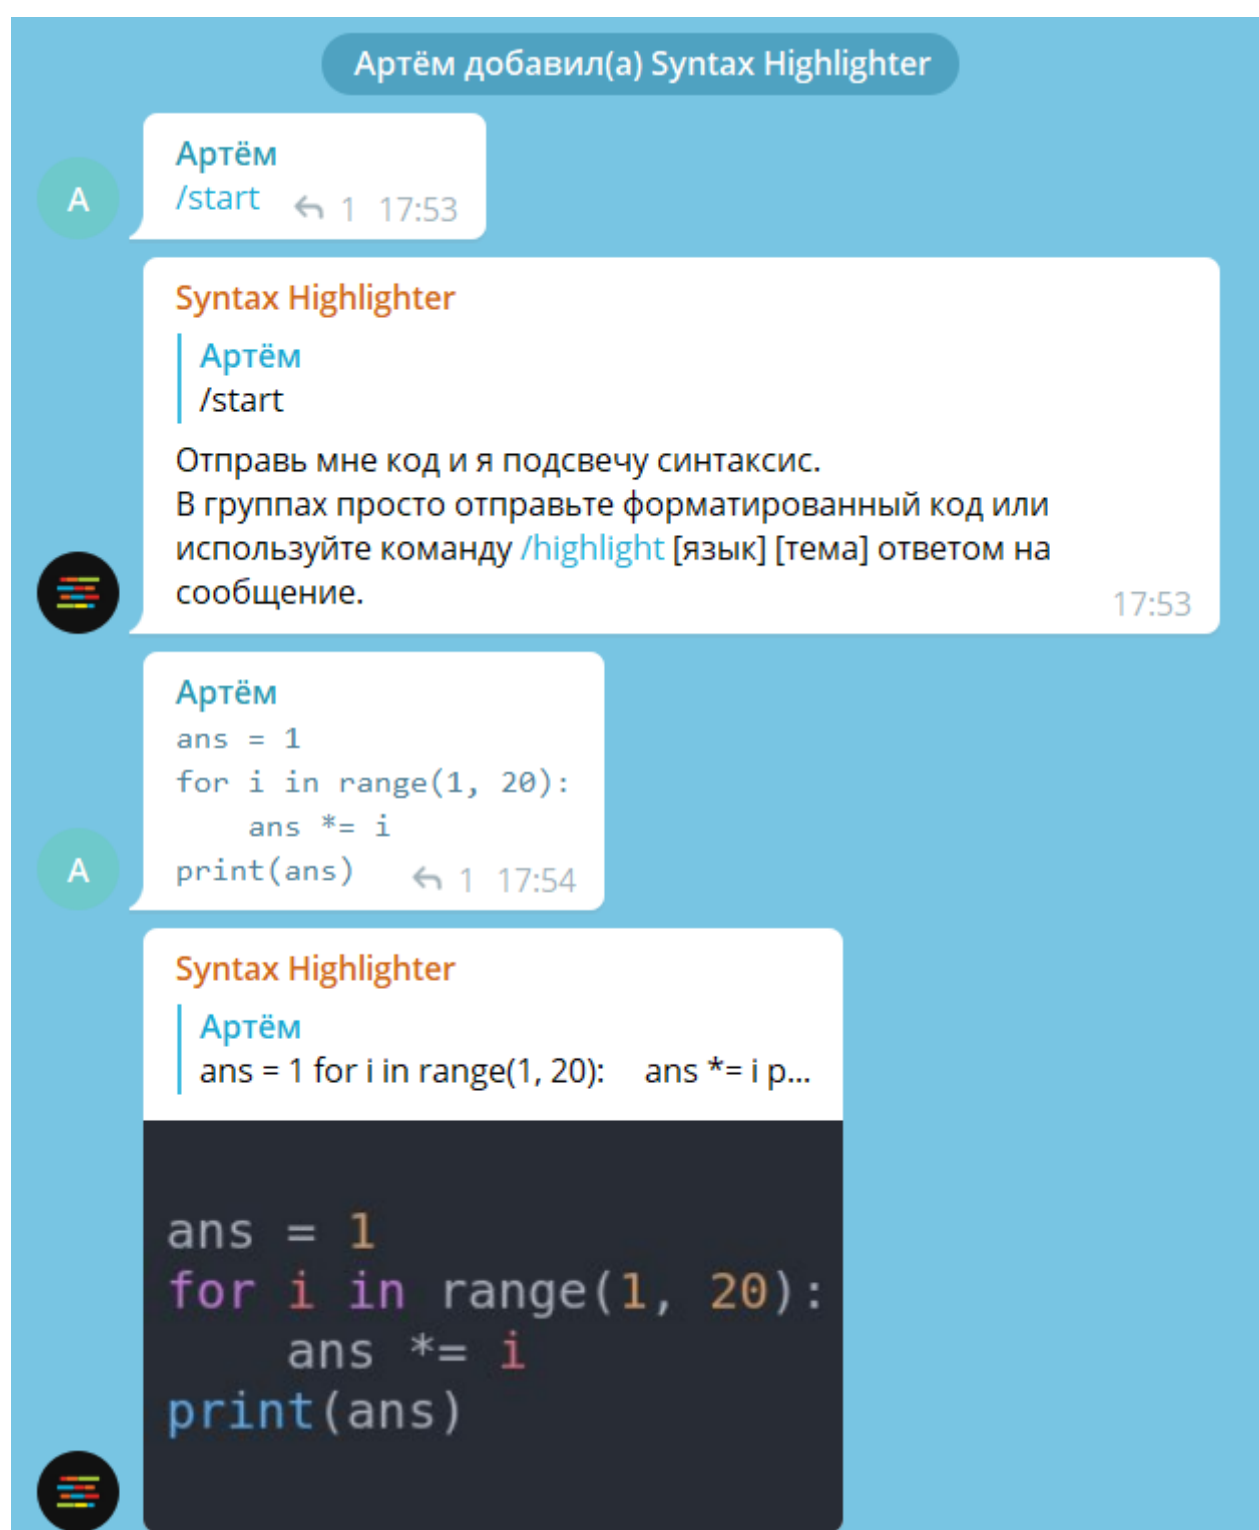 Артём добавил(а) Syntax Highlighter
Артём
A
/start 1 17:53
Syntax Highlighter
Артём
/start
Отправь мне код и я подсвечу синтаксис.
В группах просто отправьте форматированный код или
используйте команду /highlight [язык] [тема] ответом на
сообщение.
17:53
Артём
ans = 1
for i in range(1, 20):
    ans *= i
А
print(ans) 1 17:54
Syntax Highlighter
Артём
ans = 1 for i in range(1, 20):    ans *= i p...
ans = 1
for i in range(1, 20):
    ans *= i
print(ans)